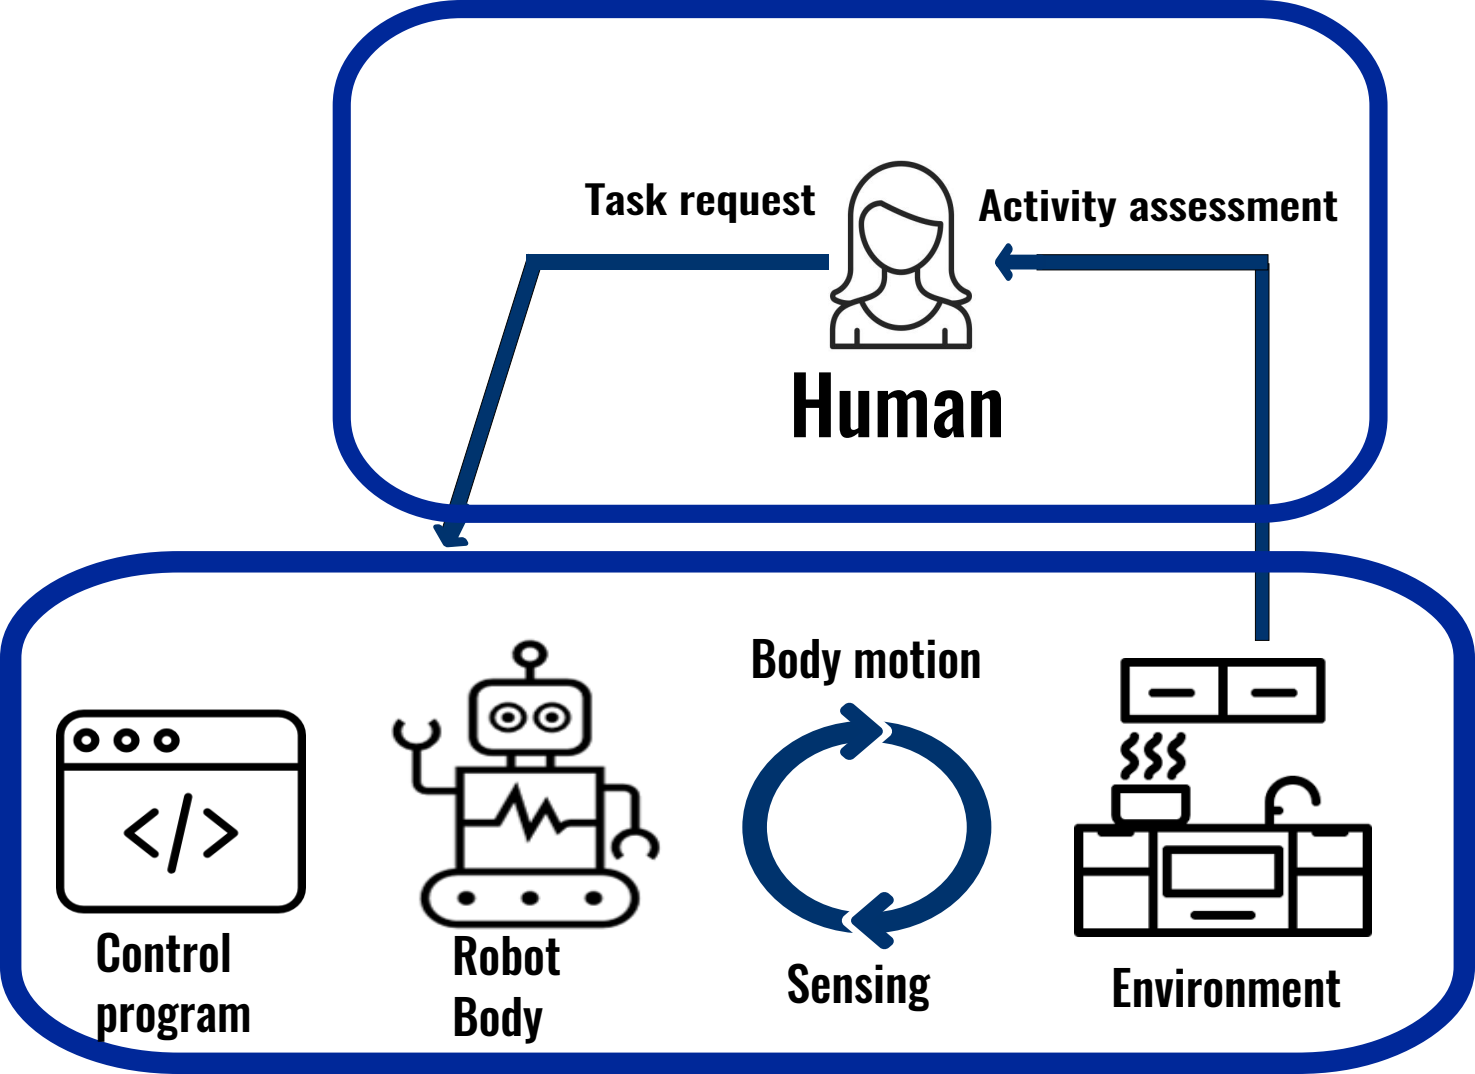 Task request
Activity assessment
Human
Body motion
Control
program
Robot
Body
Sensing
Environment